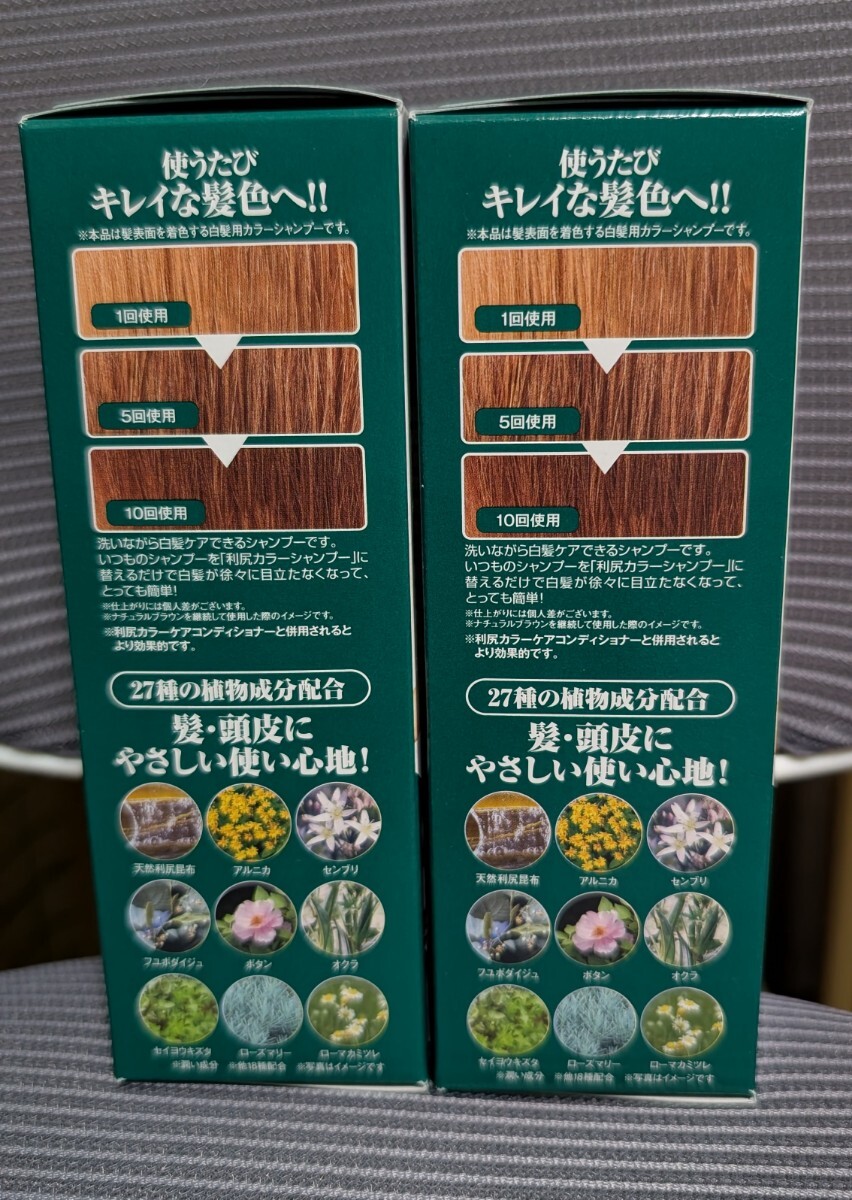 使うたび
キレイな髪色へ!!
※本品は髪表面を着色する白髪用カラーシャンプーです。
1回使用
5回使用
10回使用
洗いながら白髪ケアできるシャンプーです。
いつものシャンプーを「利尻カラーシャンプー」に
替えるだけで白髪が徐々に目立たなくなって、
とっても簡単!
※仕上がりには個人差がございます。
※ナチュラルブラウンを継続して使用した際のイメージです。
※利尻カラーケアコンディショナーと併用されると
より効果的です。
27種の植物成分配合
髪・頭皮に
やさしい使い心地!
天然利尻昆布 アルニカ センブリ
フユボダイジュ ボタン オクラ
セイヨウキズタ ローズマリー ローマカミツレ
※潤い成分 ※他18種配合 ※写真はイメージです
使うたび
キレイな髪色へ!!
※本品は髪表面を着色する白髪用カラーシャンプーです。
1回使用
5回使用
10回使用
洗いながら白髪ケアできるシャンプーです。
いつものシャンプーを「利尻カラーシャンプー」に
替えるだけで白髪が徐々に目立たなくなって、
とっても簡単!
※仕上がりには個人差がございます。
※ナチュラルブラウンを継続して使用した際のイメージです。
※利尻カラーケアコンディショナーと併用されると
より効果的です。
27種の植物成分配合
髪・頭皮に
やさしい使い心地!
天然利尻昆布 アルニカ センブリ
フユボダイジュ ボタン オクラ
セイヨウキズタ ローズマリー ローマカミツレ
※潤い成分 ※他18種配合 ※写真はイメージです